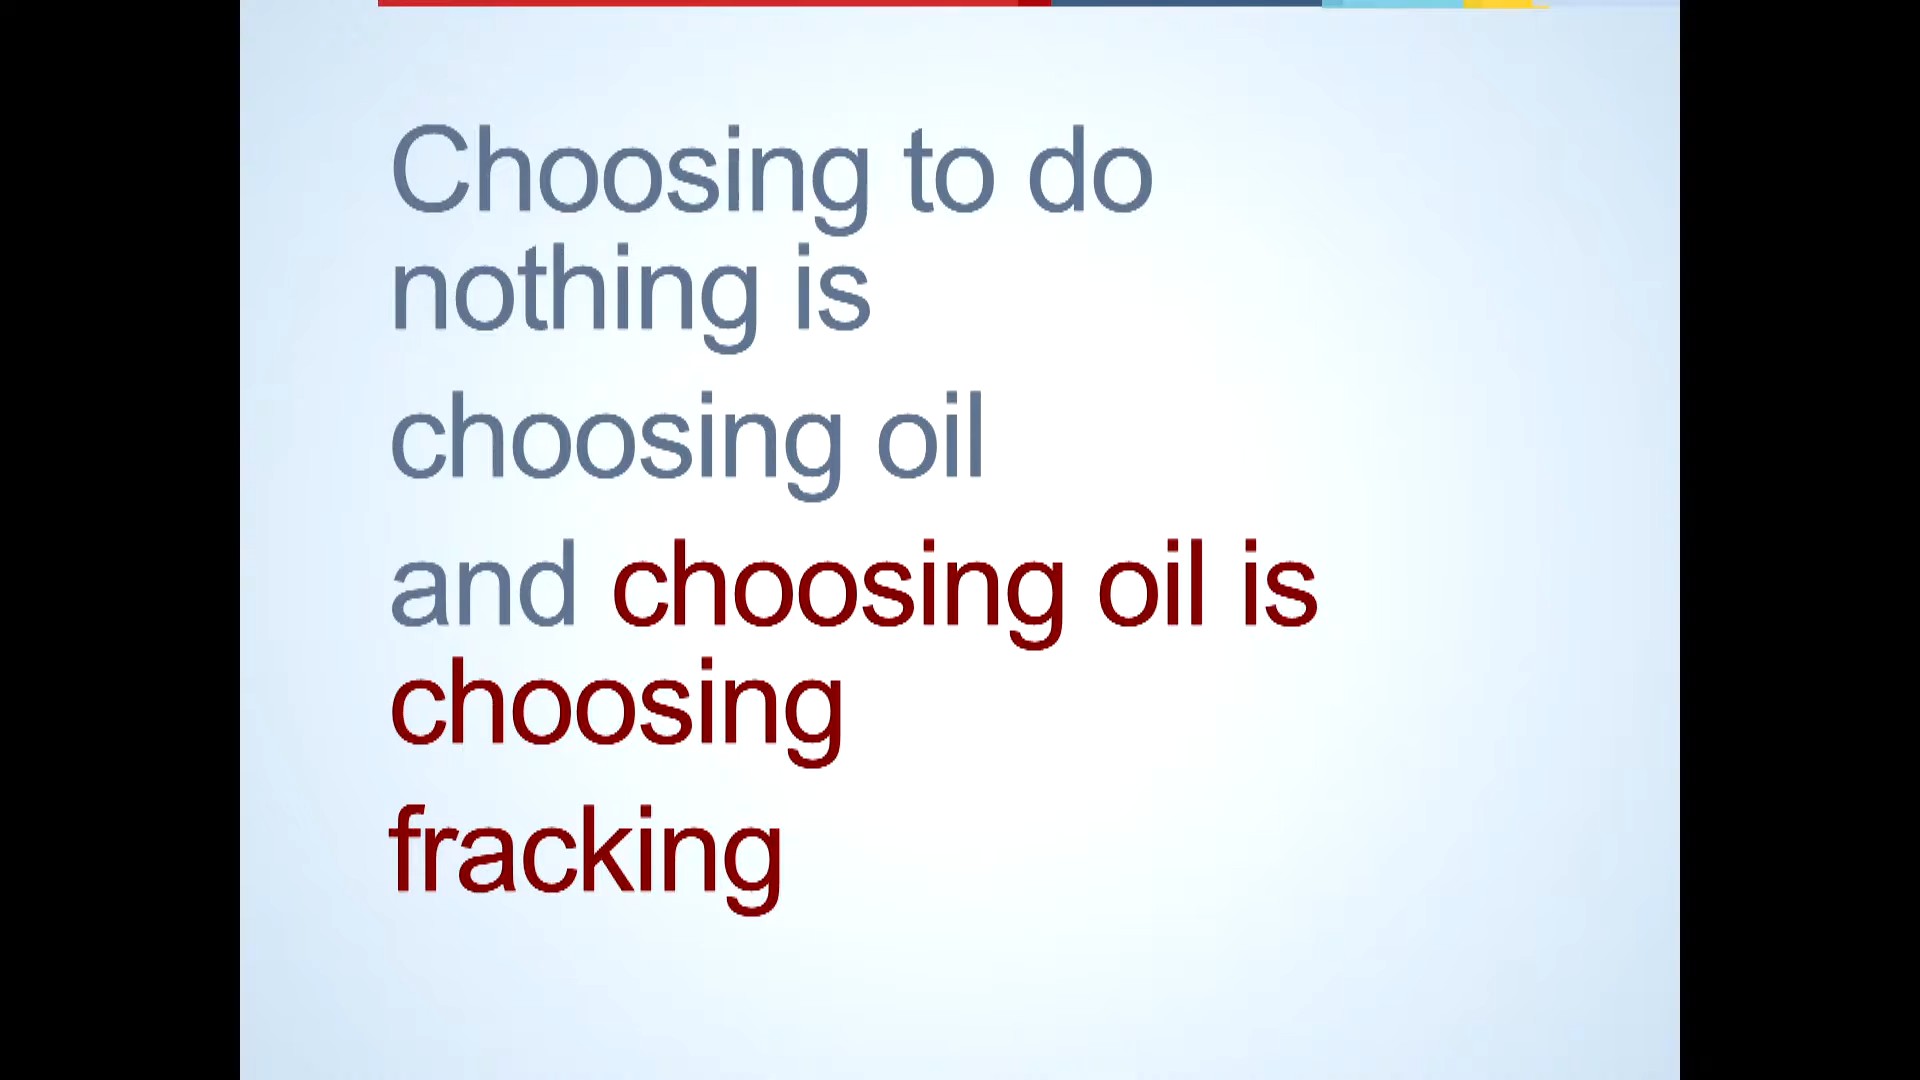 Choosing to do
nothing is
choosing oil
and choosing oil is
choosing
fracking